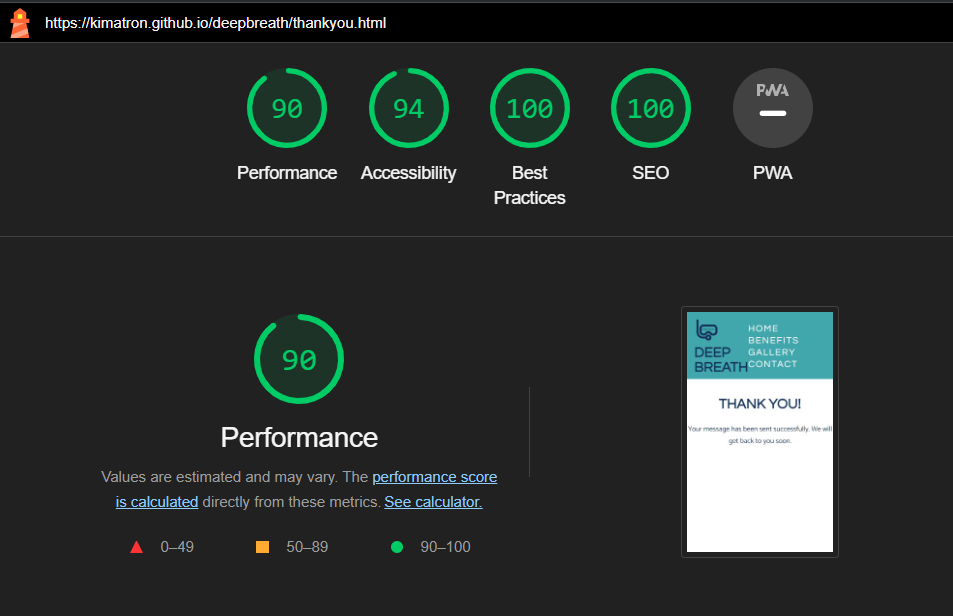 https://kimatron.github.io/deepbreath/thankyou.html
90
94
100
100
PWA
Performance
Accessibility
Best
Practices
SEO
PWA
90
Performance
Values are estimated and may vary. The performance score
is calculated directly from these metrics. See calculator.
0–49
50–89
90–100
DEEP
BREATH
HOME
BENEFITS
GALLERY
CONTACT
THANK YOU!
Your message has been sent successfully. We will
get back to you soon.